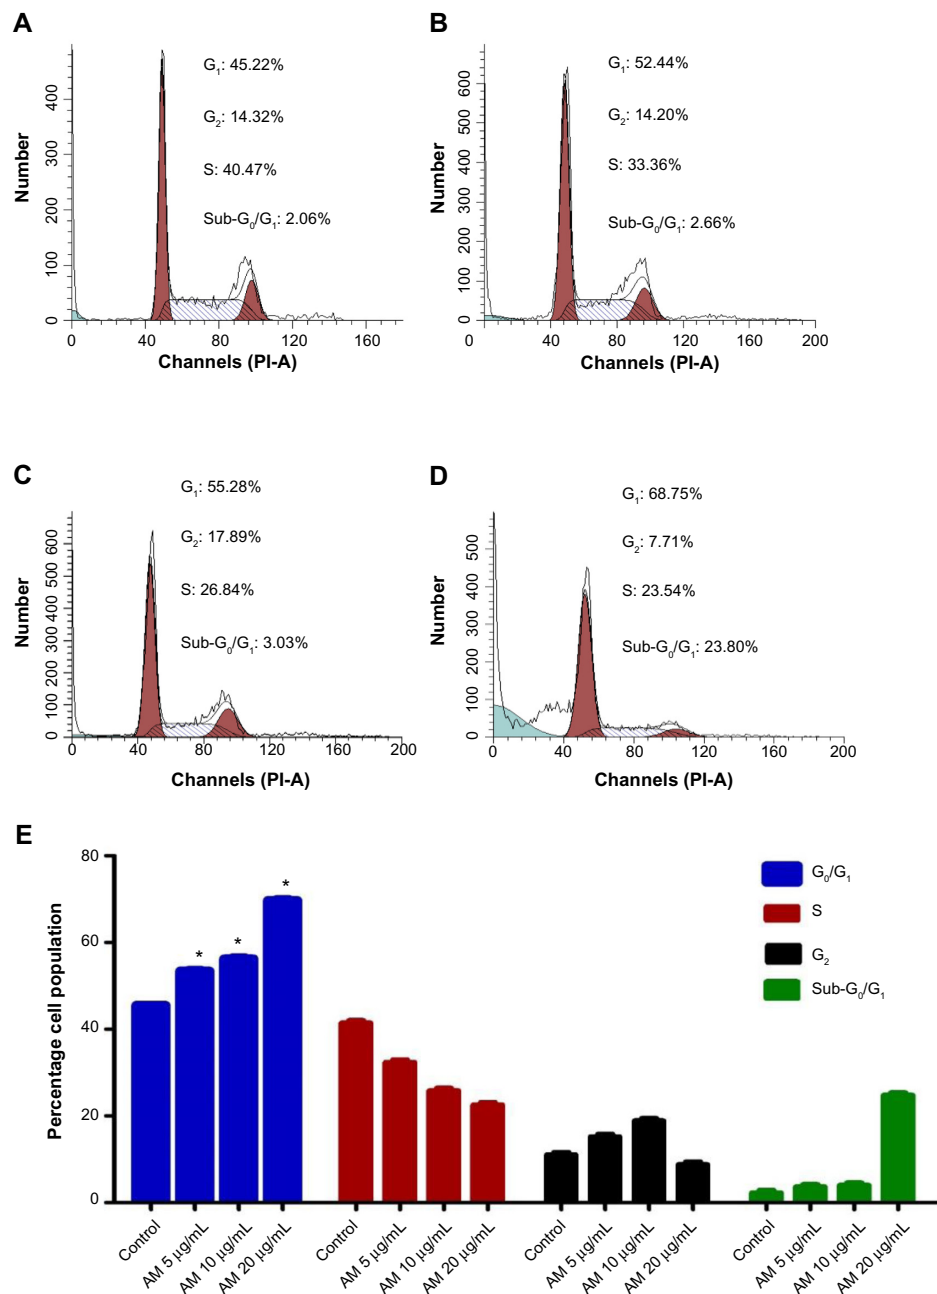 A
G₁: 45.22%
G₂: 14.32%
S: 40.47%
Sub-G₀/G₁: 2.06%
Number
400
300
200
100
0
0 40 80 120 160
Channels (PI-A)
B
G₁: 52.44%
G₂: 14.20%
S: 33.36%
Sub-G₀/G₁: 2.66%
Number
600
500
400
300
200
100
0
0 40 80 120 160 200
Channels (PI-A)
C
G₁: 55.28%
G₂: 17.89%
S: 26.84%
Sub-G₀/G₁: 3.03%
Number
600
500
400
300
200
100
0
0 40 80 120 160 200
Channels (PI-A)
D
G₁: 68.75%
G₂: 7.71%
S: 23.54%
Sub-G₀/G₁: 23.80%
Number
500
400
300
200
100
0
0 40 80 120 160 200
Channels (PI-A)
E
Percentage cell population
80
60
40
20
0
* * *
G₀/G₁
S
G₂
Sub-G₀/G₁
Control AM 5 µg/mL AM 10 µg/mL AM 20 µg/mL Control AM 5 µg/mL AM 10 µg/mL AM 20 µg/mL Control AM 5 µg/mL AM 10 µg/mL AM 20 µg/mL Control AM 5 µg/mL AM 10 µg/mL AM 20 µg/mL